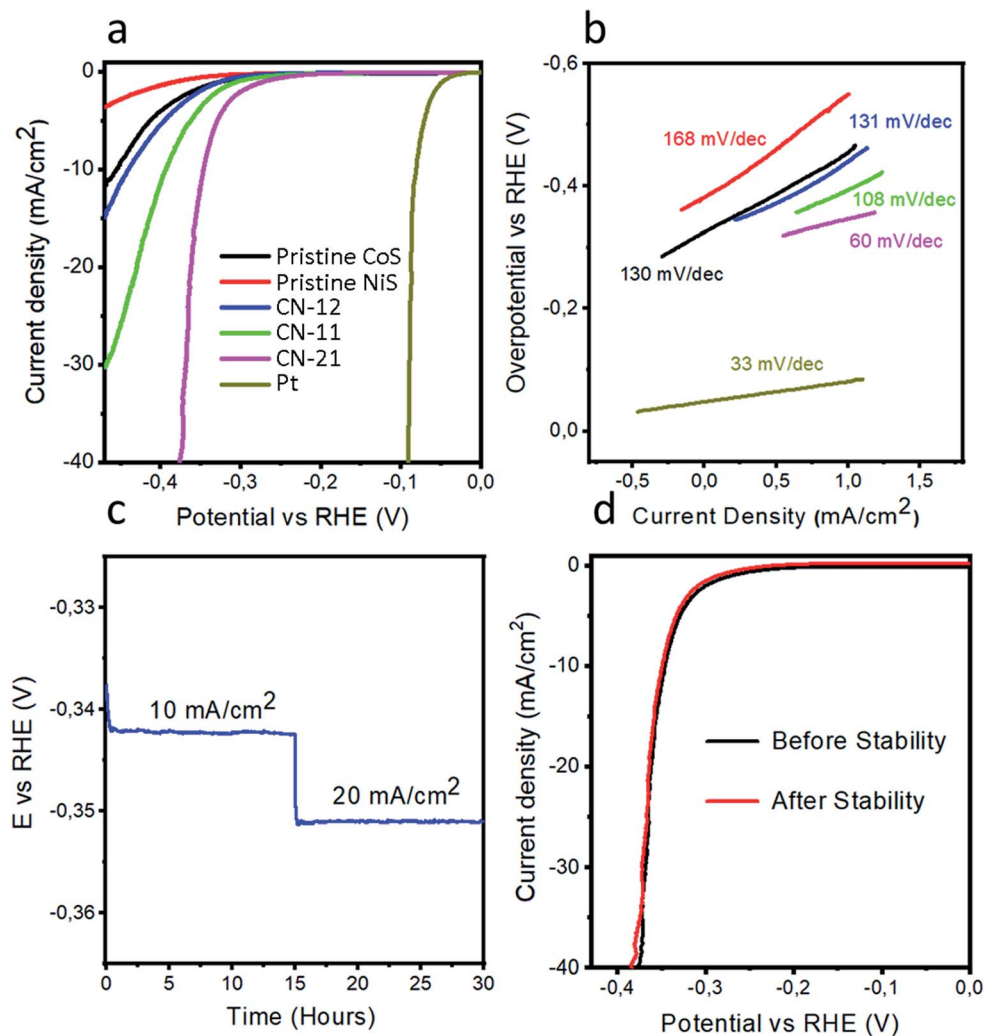 a
0
-10
-20
-30
-40
Current density (mA/cm²)
Pristine CoS
Pristine NiS
CN-12
CN-11
CN-21
Pt
-0,4
-0,3
-0,2
-0,1
0,0
Potential vs RHE (V)
b
-0,6
-0,4
-0,2
0,0
Overpotential vs RHE (V)
168 mV/dec
131 mV/dec
108 mV/dec
60 mV/dec
130 mV/dec
33 mV/dec
-0,5
0,0
0,5
1,0
1,5
Current Density (mA/cm²)
c
-0,33
-0,34
-0,35
-0,36
E vs RHE (V)
10 mA/cm²
20 mA/cm²
0
5
10
15
20
25
30
Time (Hours)
d
0
-10
-20
-30
-40
Current density (mA/cm²)
Before Stability
After Stability
-0,4
-0,3
-0,2
-0,1
0,0
Potential vs RHE (V)